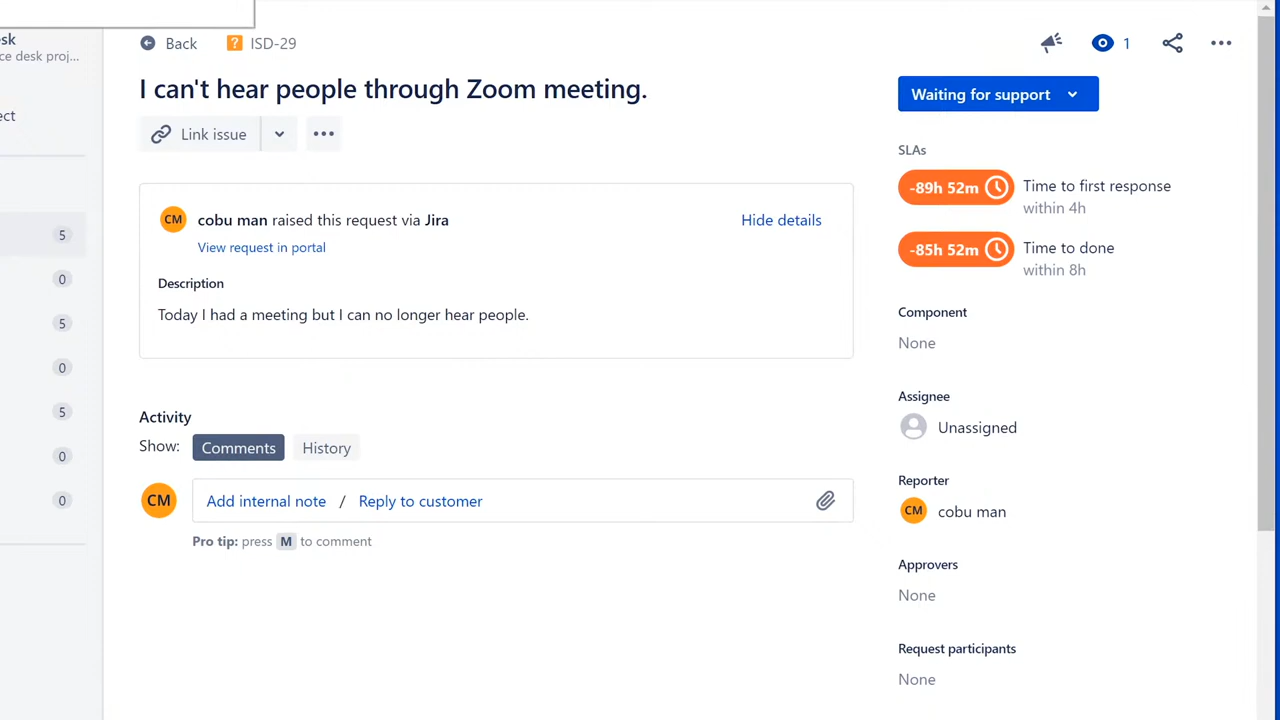 sk
ce desk proj...
ect
5
0
5
0
5
0
0
Back
ISD-29
1
I can't hear people through Zoom meeting.
Link issue
CM
cobu man raised this request via Jira
Hide details
View request in portal
Description
Today I had a meeting but I can no longer hear people.
Activity
Show:
Comments
History
CM
Add internal note / Reply to customer
Pro tip: press M to comment
Waiting for support
SLAs
-89h 52m
Time to first response
within 4h
-85h 52m
Time to done
within 8h
Component
None
Assignee
Unassigned
Reporter
CM
cobu man
Approvers
None
Request participants
None